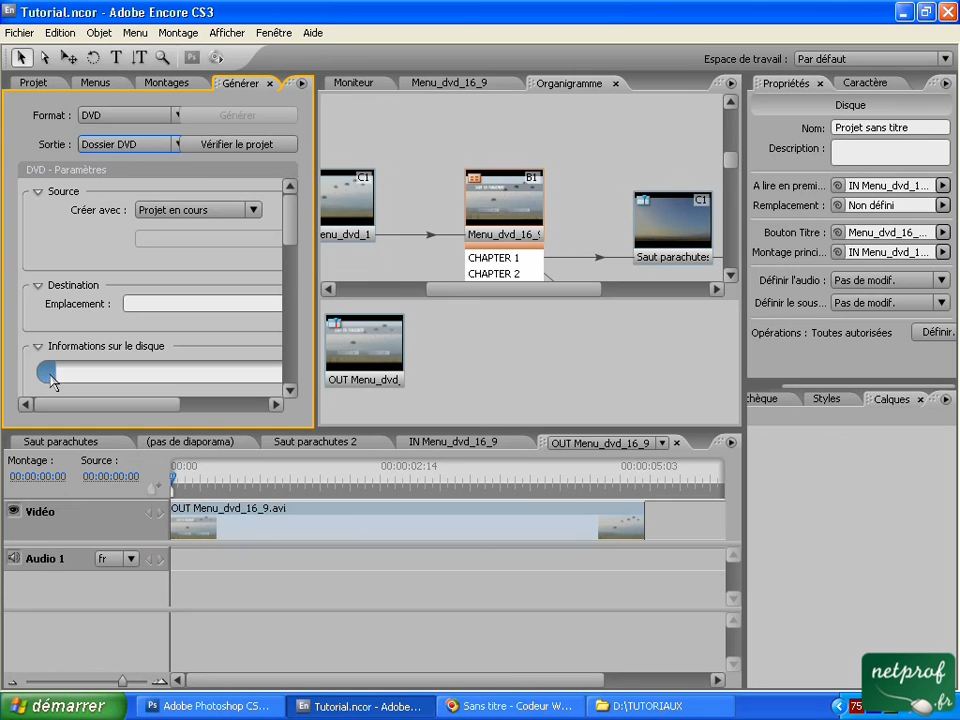 Tutorial.ncor - Adobe Encore CS3
Fichier Edition Objet Menu Montage Afficher Fenêtre Aide
Espace de travail : Par défaut
Projet Menus Montages Générer
Moniteur Menu_dvd_16_9 Organigramme
Propriétés Caractère
Format : DVD Générer
Sortie : Dossier DVD Vérifier le projet
DVD - Paramètres
Source
Créer avec : Projet en cours
Destination
Emplacement :
Informations sur le disque
C1
enu_dvd_1
B1
Menu_dvd_16_9
CHAPTER 1
CHAPTER 2
C1
Saut parachutes
OUT Menu_dvd_
Disque
Nom: Projet sans titre
Description :
A lire en premi... IN Menu_dvd_1...
Remplacement : Non défini
Bouton Titre : Menu_16_...
Montage princi... IN Menu_dvd_1...
Définir l'audio : Pas de modif.
Définir le sous... Pas de modif.
Opérations : Toutes autorisées Définir.
chèque Styles Calques
Saut parachutes (pas de diaporama) Saut parachutes 2 IN Menu_dvd_16_9 OUT Menu_dvd_16_9
Montage : Source :
00:00:00:00 00:00:00:00
00:00 00:00:02:14 00:00:05:03
Vidéo
OUT Menu_dvd_16_9.avi
Audio 1 fr
netprof
.fr
démarrer
Adobe Photoshop CS...
Tutorial.ncor - Adobe...
Sans titre - Codeur W...
D:\TUTORIAUX
75